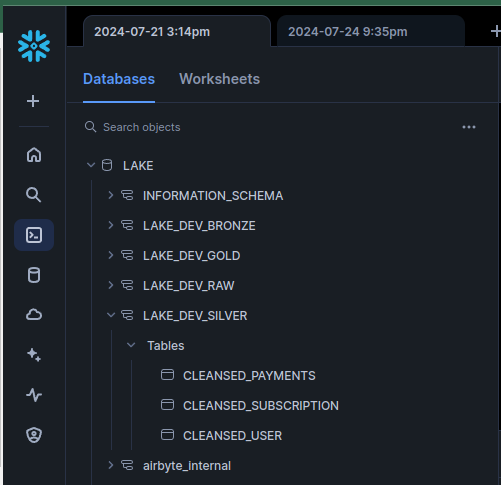 2024-07-21 3:14pm
2024-07-24 9:35pm
Databases
Worksheets
Search objects
LAKE
INFORMATION_SCHEMA
LAKE_DEV_BRONZE
LAKE_DEV_GOLD
LAKE_DEV_RAW
LAKE_DEV_SILVER
Tables
CLEANSED_PAYMENTS
CLEANSED_SUBSCRIPTION
CLEANSED_USER
airbyte_internal